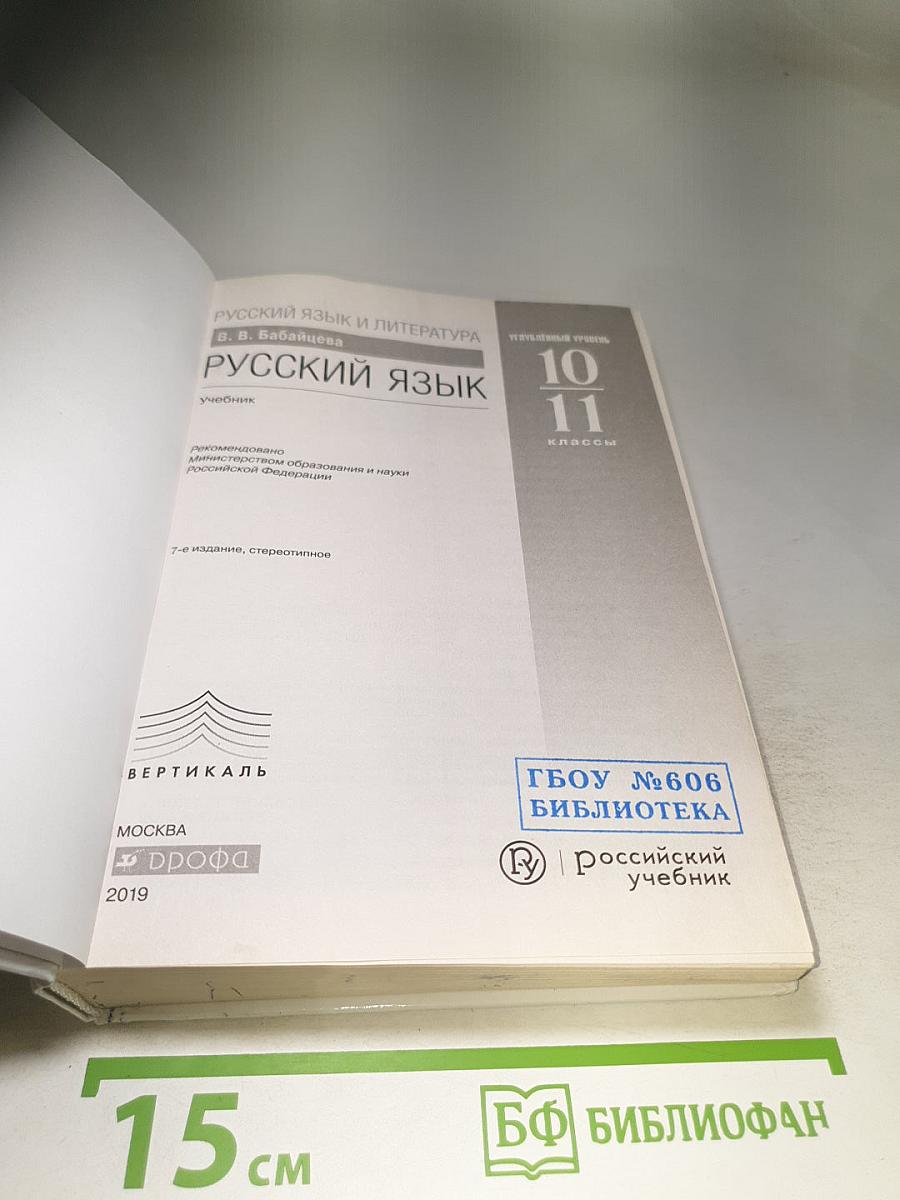 РУССКИЙ ЯЗЫК И ЛИТЕРАТУРА
В. В. Бабайцева
РУССКИЙ ЯЗЫК
учебник
УГЛУБЛЁННЫЙ УРОВЕНЬ
10
11
классы
Рекомендовано
Министерством образования и науки
Российской Федерации
7-е издание, стереотипное
ВЕРТИКАЛЬ
ГБОУ №606
БИБЛИОТЕКА
МОСКВА
дрофа
2019
РУ
российский
учебник
15 см
БФ
БИБЛИОФАН